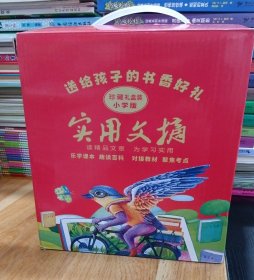 送给孩子的书香好礼
珍藏礼盒装
小学版
实用文摘
读精品文章 为学习实用
乐学课本 趣读百科 对接教材 聚焦考点